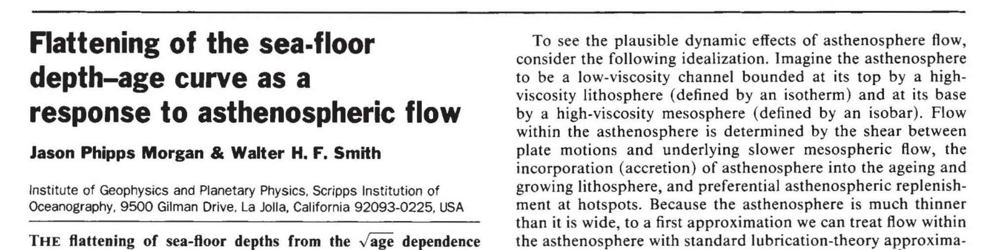 Flattening of the sea-floor
depth–age curve as a
response to asthenospheric flow
Jason Phipps Morgan & Walter H. F. Smith
Institute of Geophysics and Planetary Physics, Scripps Institution of
Oceanography, 9500 Gilman Drive, La Jolla, California 92093-0225, USA
THE flattening of sea-floor depths from the √age dependence
To see the plausible dynamic effects of asthenosphere flow,
consider the following idealization. Imagine the asthenosphere
to be a low-viscosity channel bounded at its top by a high-
viscosity lithosphere (defined by an isotherm) and at its base
by a high-viscosity mesosphere (defined by an isobar). Flow
within the asthenosphere is determined by the shear between
plate motions and underlying slower mesospheric flow, the
incorporation (accretion) of asthenosphere into the ageing and
growing lithosphere, and preferential asthenospheric replenish-
ment at hotspots. Because the asthenosphere is much thinner
than it is wide, to a first approximation we can treat flow within
the asthenosphere with standard lubrication-theory approxima-